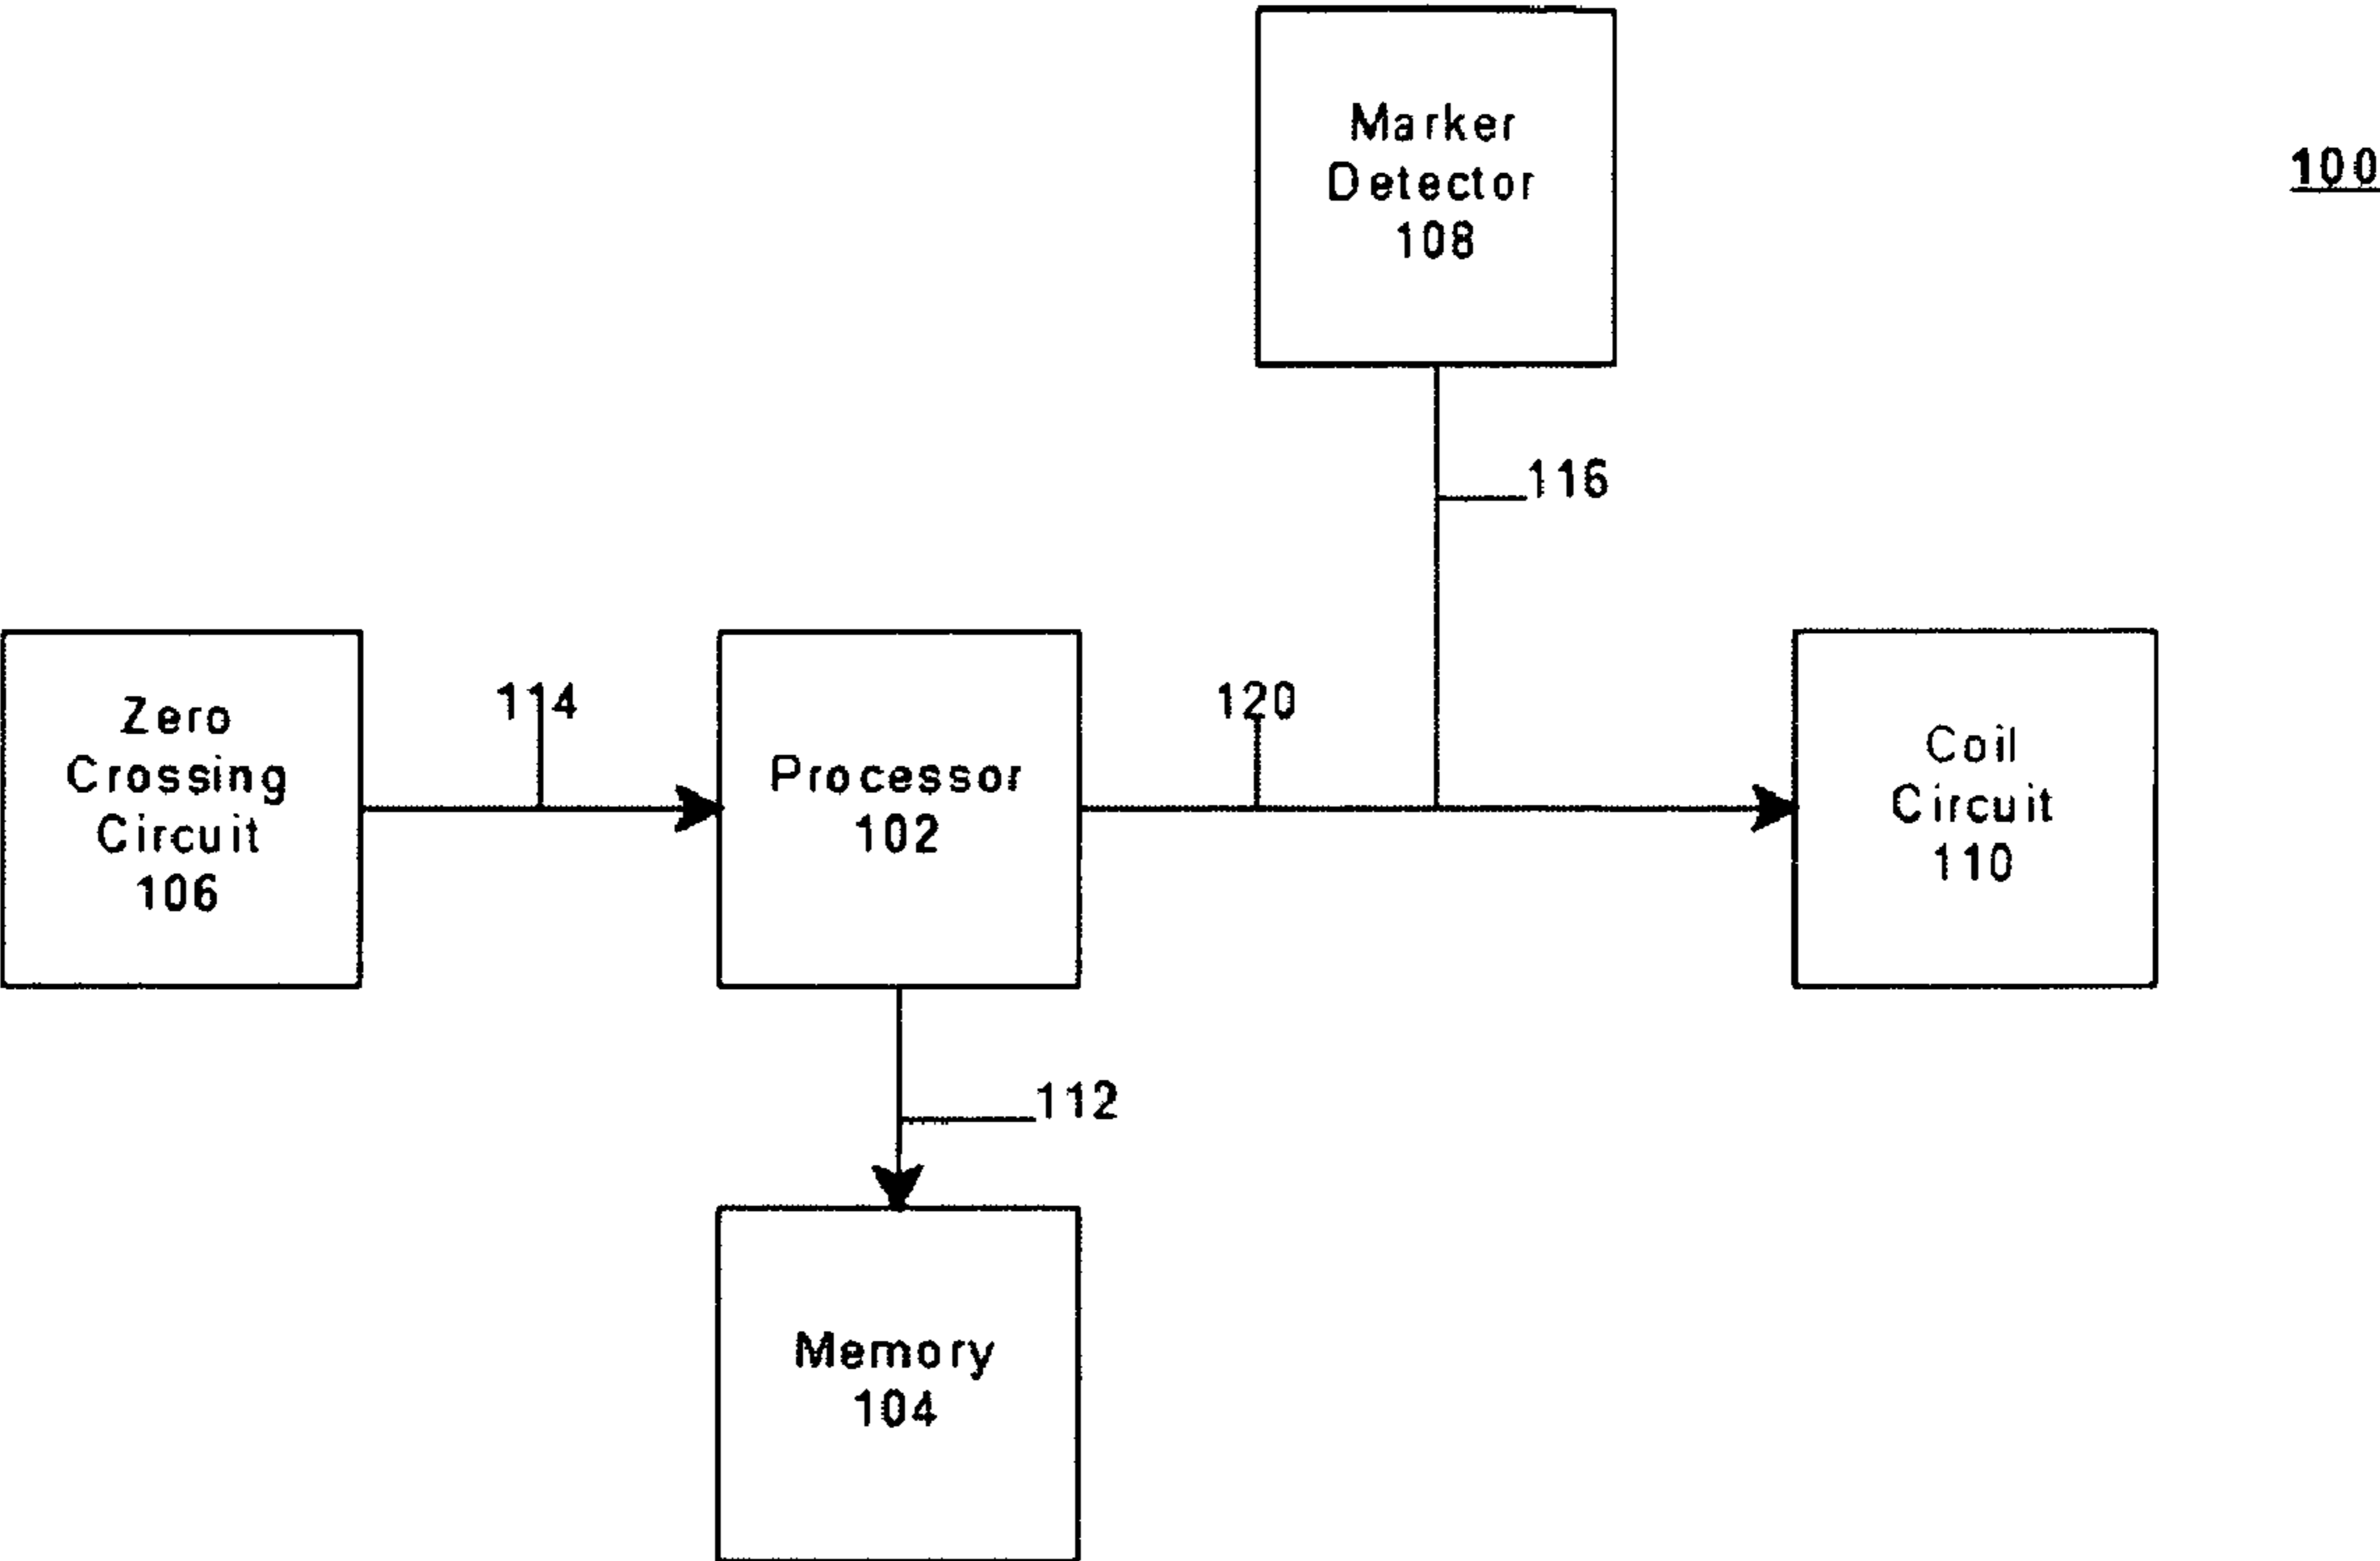 Marker
Detector
108
100
116
Zero
Crossing
Circuit
106
114
Processor
102
120
Coil
Circuit
110
112
Memory
104